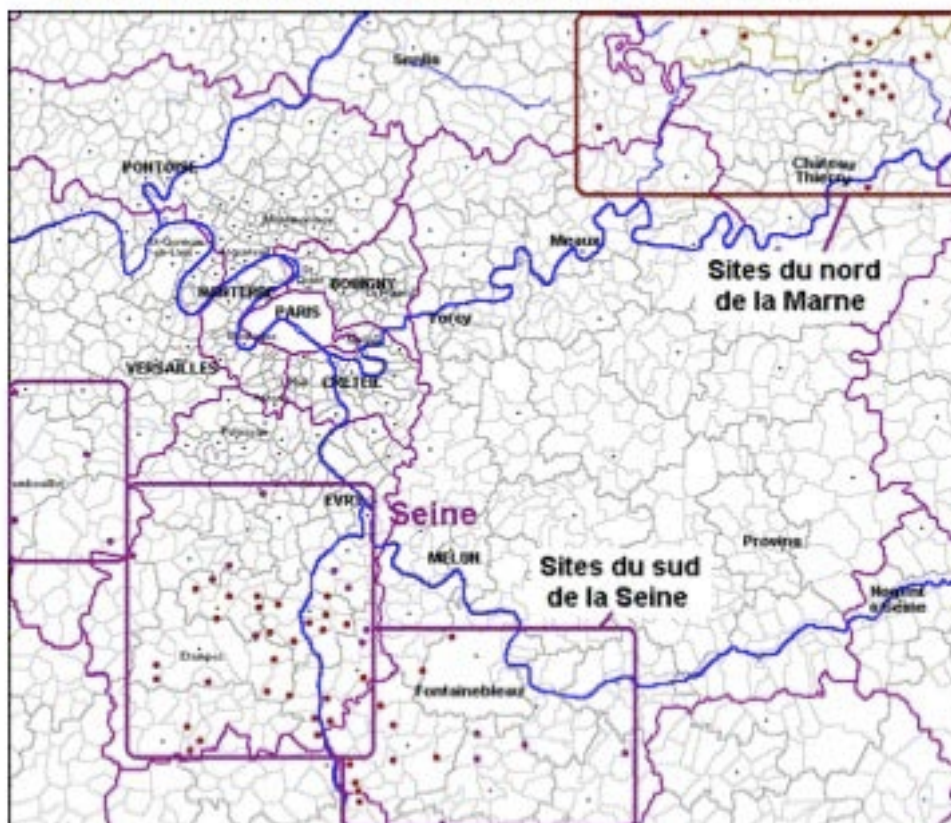 Senlis
PONTOISE
Château
Thierry
Meaux
Sites du nord
de la Marne
NANTERRE
BOBIGNY
PARIS
Torcy
VERSAILLES
CRETEIL
EVRY
Seine
MELUN
Provins
Sites du sud
de la Seine
Nogent
s Seine
Etampes
Fontainebleau